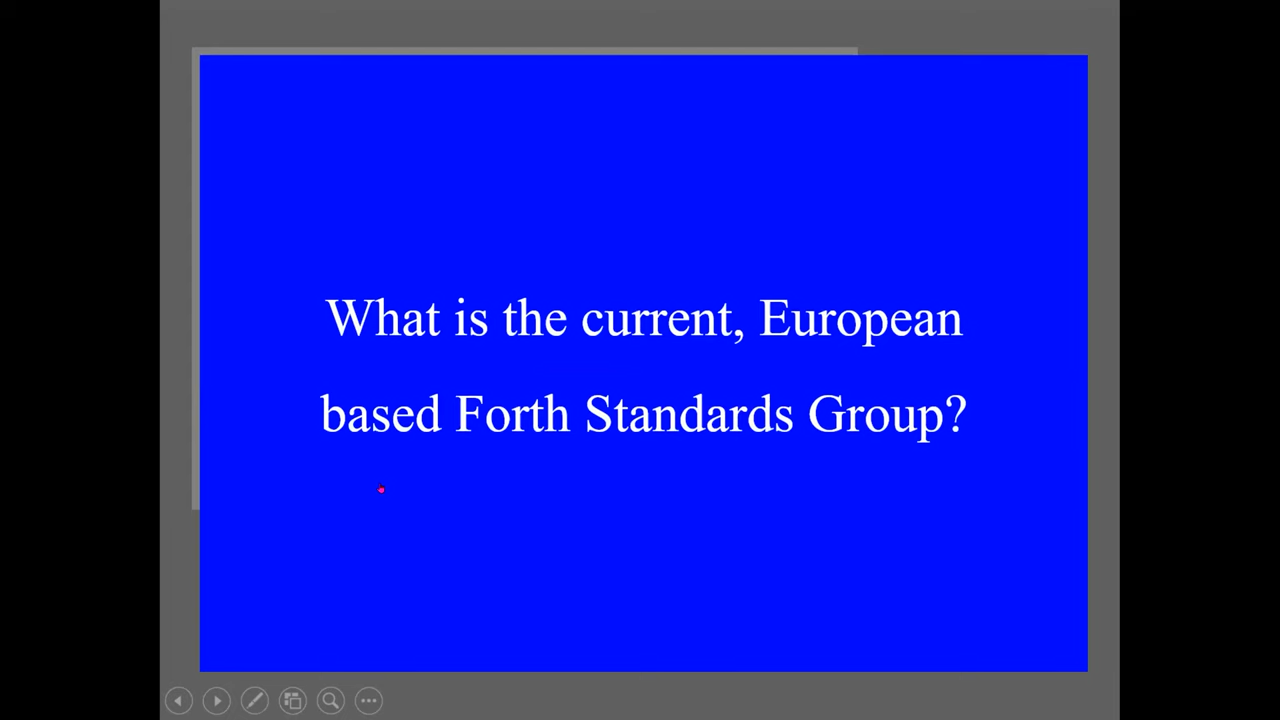 What is the current, European
based Forth Standards Group?